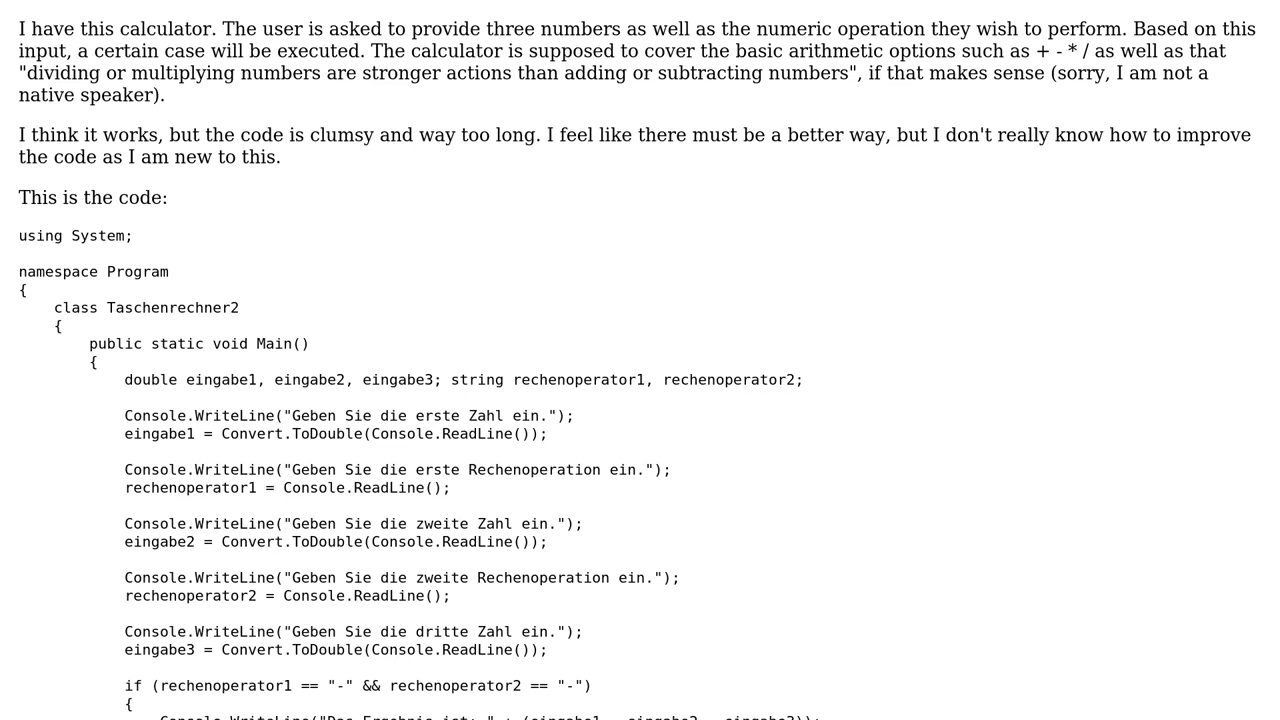 I have this calculator. The user is asked to provide three numbers as well as the numeric operation they wish to perform. Based on this
input, a certain case will be executed. The calculator is supposed to cover the basic arithmetic options such as + - * / as well as that
"dividing or multiplying numbers are stronger actions than adding or subtracting numbers", if that makes sense (sorry, I am not a
native speaker).
I think it works, but the code is clumsy and way too long. I feel like there must be a better way, but I don't really know how to improve
the code as I am new to this.
This is the code:
using System;
namespace Program
{
    class Taschenrechner2
    {
        public static void Main()
        {
            double eingabe1, eingabe2, eingabe3; string rechenoperator1, rechenoperator2;
            Console.WriteLine("Geben Sie die erste Zahl ein.");
            eingabe1 = Convert.ToDouble(Console.ReadLine());
            Console.WriteLine("Geben Sie die erste Rechenoperation ein.");
            rechenoperator1 = Console.ReadLine();
            Console.WriteLine("Geben Sie die zweite Zahl ein.");
            eingabe2 = Convert.ToDouble(Console.ReadLine());
            Console.WriteLine("Geben Sie die zweite Rechenoperation ein.");
            rechenoperator2 = Console.ReadLine();
            Console.WriteLine("Geben Sie die dritte Zahl ein.");
            eingabe3 = Convert.ToDouble(Console.ReadLine());
            if (rechenoperator1 == "-" && rechenoperator2 == "-")
            {
                Console.WriteLine("Das Ergebnis ist: " + (eingabe1 - eingabe2 - eingabe3));